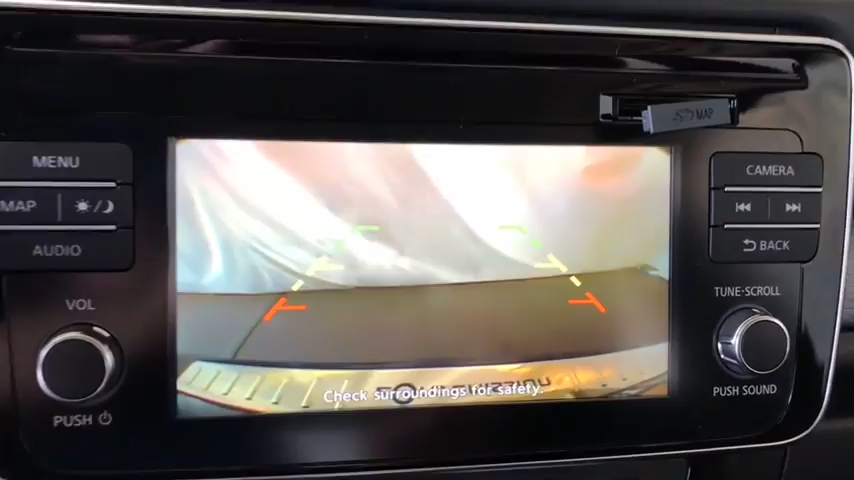 SD MAP
MENU
MAP
AUDIO
VOL
PUSH
CAMERA
BACK
TUNE·SCROLL
PUSH SOUND
Check surroundings for safety.